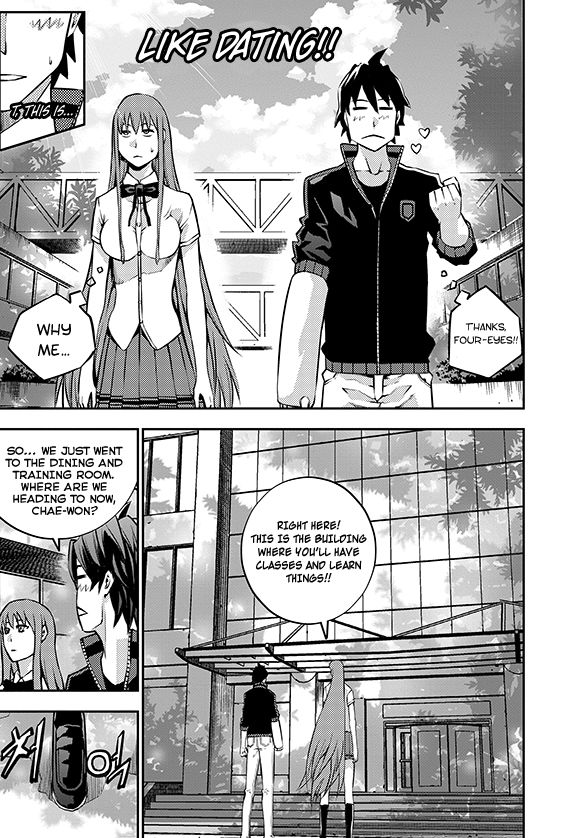 T, THIS IS...
LIKE DATING!!
WHY
ME...
THANKS,
FOUR-EYES!!
SO... WE JUST WENT
TO THE DINING AND
TRAINING ROOM.
WHERE ARE WE
HEADING TO NOW,
CHAE-WON?
RIGHT HERE!
THIS IS THE BUILDING
WHERE YOU'LL HAVE
CLASSES AND LEARN
THINGS!!